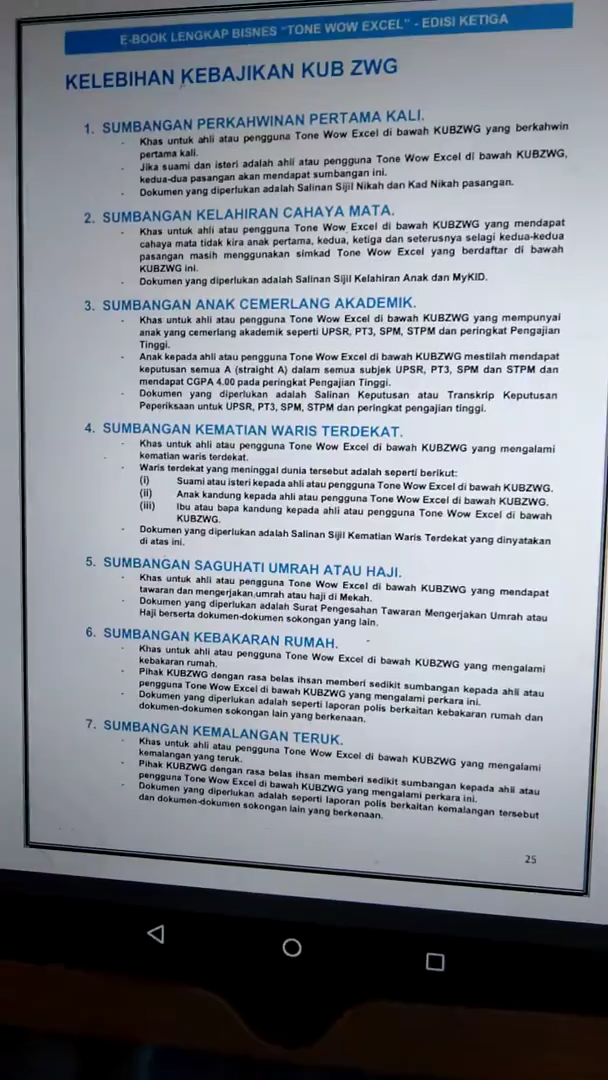 E-BOOK LENGKAP BISNES "TONE WOW EXCEL" - EDISI KETIGA
KELEBIHAN KEBAJIKAN KUB ZWG
1. SUMBANGAN PERKAHWINAN PERTAMA KALI.
- Khas untuk ahli atau pengguna Tone Wow Excel di bawah KUBZWG yang berkahwin
pertama kali.
- Jika suami dan isteri adalah ahli atau pengguna Tone Wow Excel di bawah KUBZWG,
kedua-dua pasangan akan mendapat sumbangan ini.
- Dokumen yang diperlukan adalah Salinan Sijil Nikah dan Kad Nikah pasangan.
2. SUMBANGAN KELAHIRAN CAHAYA MATA.
- Khas untuk ahli atau pengguna Tone Wow Excel di bawah KUBZWG yang mendapat
cahaya mata tidak kira anak pertama, kedua, ketiga dan seterusnya selagi kedua-kedua
pasangan masih menggunakan simkad Tone Wow Excel yang berdaftar di bawah
KUBZWG ini.
- Dokumen yang diperlukan adalah Salinan Sijil Kelahiran Anak dan MyKID.
3. SUMBANGAN ANAK CEMERLANG AKADEMIK.
- Khas untuk ahli atau pengguna Tone Wow Excel di bawah KUBZWG yang mempunyai
anak yang cemerlang akademik seperti UPSR, PT3, SPM, STPM dan peringkat Pengajian
Tinggi.
- Anak kepada ahli atau pengguna Tone Wow Excel di bawah KUBZWG mestilah mendapat
keputusan semua A (straight A) dalam semua subjek UPSR, PT3, SPM dan STPM dan
mendapat CGPA 4.00 pada peringkat Pengajian Tinggi.
- Dokumen yang diperlukan adalah Salinan Keputusan atau Transkrip Keputusan
Peperiksaan untuk UPSR, PT3, SPM, STPM dan peringkat pengajian tinggi.
4. SUMBANGAN KEMATIAN WARIS TERDEKAT.
- Khas untuk ahli atau pengguna Tone Wow Excel di bawah KUBZWG yang mengalami
kematian waris terdekat.
- Waris terdekat yang meninggal dunia tersebut adalah seperti berikut:
(i) Suami atau isteri kepada ahli atau pengguna Tone Wow Excel di bawah KUBZWG.
(ii) Anak kandung kepada ahli atau pengguna Tone Wow Excel di bawah KUBZWG.
(iii) Ibu atau bapa kandung kepada ahli atau pengguna Tone Wow Excel di bawah
KUBZWG.
- Dokumen yang diperlukan adalah Salinan Sijil Kematian Waris Terdekat yang dinyatakan
di atas ini.
5. SUMBANGAN SAGUHATI UMRAH ATAU HAJI.
- Khas untuk ahli atau pengguna Tone Wow Excel di bawah KUBZWG yang mendapat
tawaran dan mengerjakan umrah atau haji di Mekah.
- Dokumen yang diperlukan adalah Surat Pengesahan Tawaran Mengerjakan Umrah atau
Haji berserta dokumen-dokumen sokongan yang lain.
6. SUMBANGAN KEBAKARAN RUMAH.
- Khas untuk ahli atau pengguna Tone Wow Excel di bawah KUBZWG yang mengalami
kebakaran rumah.
- Pihak KUBZWG dengan rasa belas ihsan memberi sedikit sumbangan kepada ahli atau
pengguna Tone Wow Excel di bawah KUBZWG yang mengalami perkara ini.
- Dokumen yang diperlukan adalah seperti laporan polis berkaitan kebakaran rumah dan
dokumen-dokumen sokongan lain yang berkenaan.
7. SUMBANGAN KEMALANGAN TERUK.
- Khas untuk ahli atau pengguna Tone Wow Excel di bawah KUBZWG yang mengalami
kemalangan yang teruk.
- Pihak KUBZWG dengan rasa belas ihsan memberi sedikit sumbangan kepada ahli atau
pengguna Tone Wow Excel di bawah KUBZWG yang mengalami perkara ini.
- Dokumen yang diperlukan adalah seperti laporan polis berkaitan kemalangan tersebut
dan dokumen-dokumen sokongan lain yang berkenaan.
25